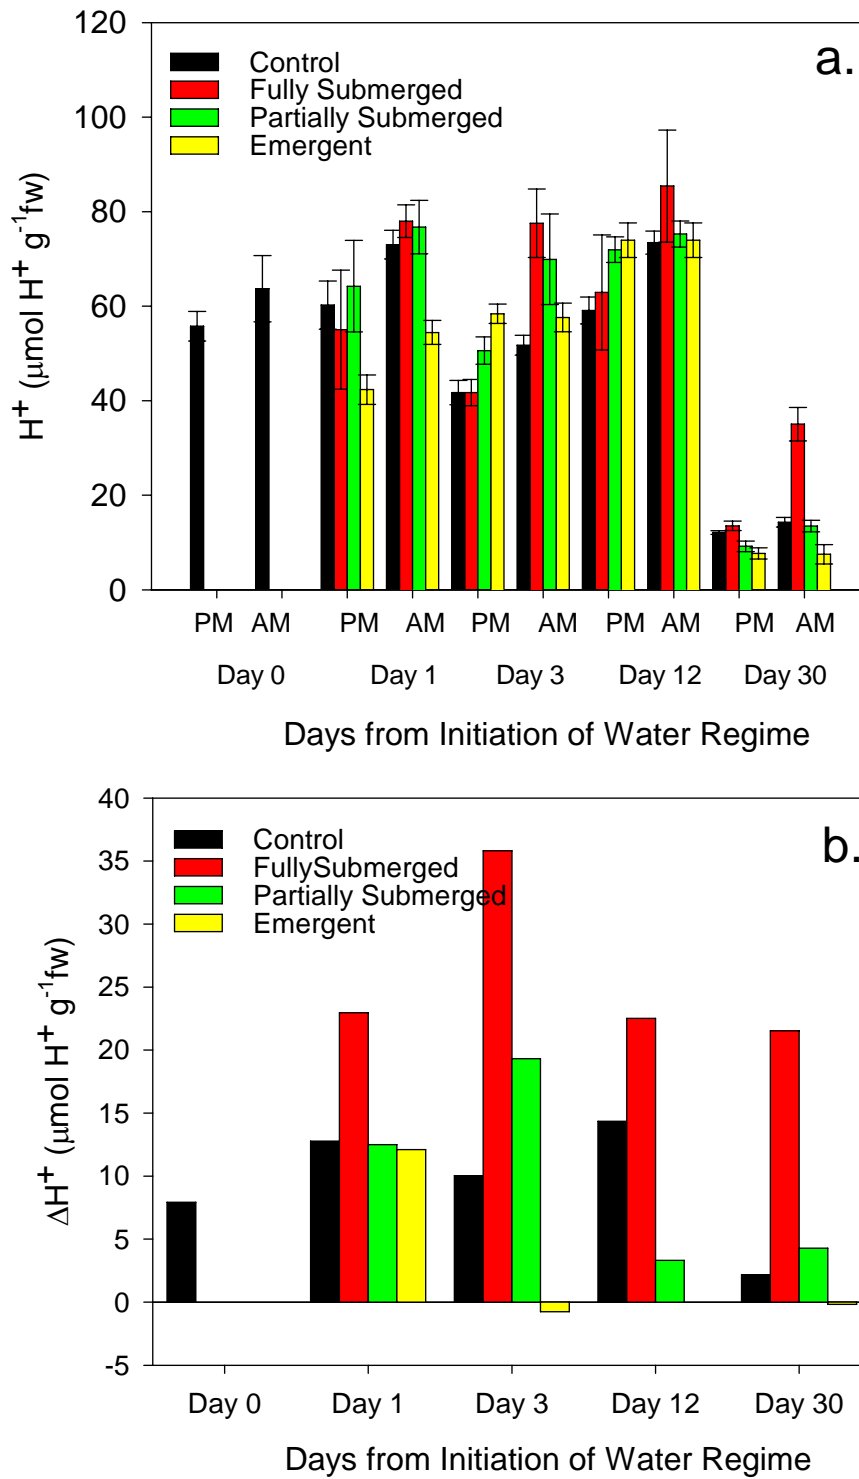 120
100
80
60
40
20
0
H⁺ (μmol H⁺ g⁻¹fw)
Control
Fully Submerged
Partially Submerged
Emergent
a.
PM AM PM AM PM AM PM AM PM AM
Day 0 Day 1 Day 3 Day 12 Day 30
Days from Initiation of Water Regime
40
35
30
25
20
15
10
5
0
-5
ΔH⁺ (μmol H⁺ g⁻¹fw)
Control
FullySubmerged
Partially Submerged
Emergent
b.
Day 0 Day 1 Day 3 Day 12 Day 30
Days from Initiation of Water Regime